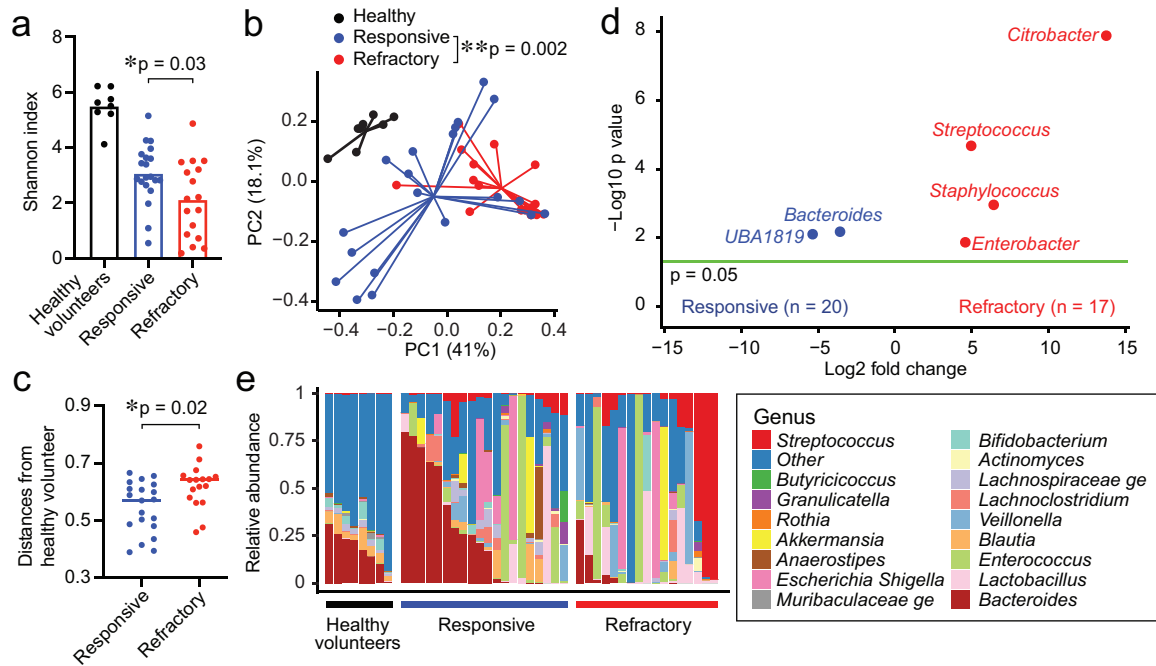 a
8
6
4
2
0
Shannon index
*p = 0.03
Healthy
volunteers
Responsive
Refractory
b
Healthy
Responsive
Refractory
**p = 0.002
0.2
0.0
−0.2
−0.4
PC2 (18.1%)
−0.4
−0.2
0.0
0.2
0.4
PC1 (41%)
d
8
6
4
2
0
−Log10 p value
Citrobacter
Streptococcus
Staphylococcus
Bacteroides
UBA1819
Enterobacter
p = 0.05
Responsive (n = 20)
Refractory (n = 17)
−15
−10
−5
0
5
10
15
Log2 fold change
c
0.9
0.7
0.5
0.3
Distances from
healthy volunteer
*p = 0.02
Responsive
Refractory
e
1
0.75
0.5
0.25
0
Relative abundance
Healthy
volunteers
Responsive
Refractory
Genus
Streptococcus
Other
Butyricicoccus
Granulicatella
Rothia
Akkermansia
Anaerostipes
Escherichia Shigella
Muribaculaceae ge
Bifidobacterium
Actinomyces
Lachnospiraceae ge
Lachnoclostridium
Veillonella
Blautia
Enterococcus
Lactobacillus
Bacteroides